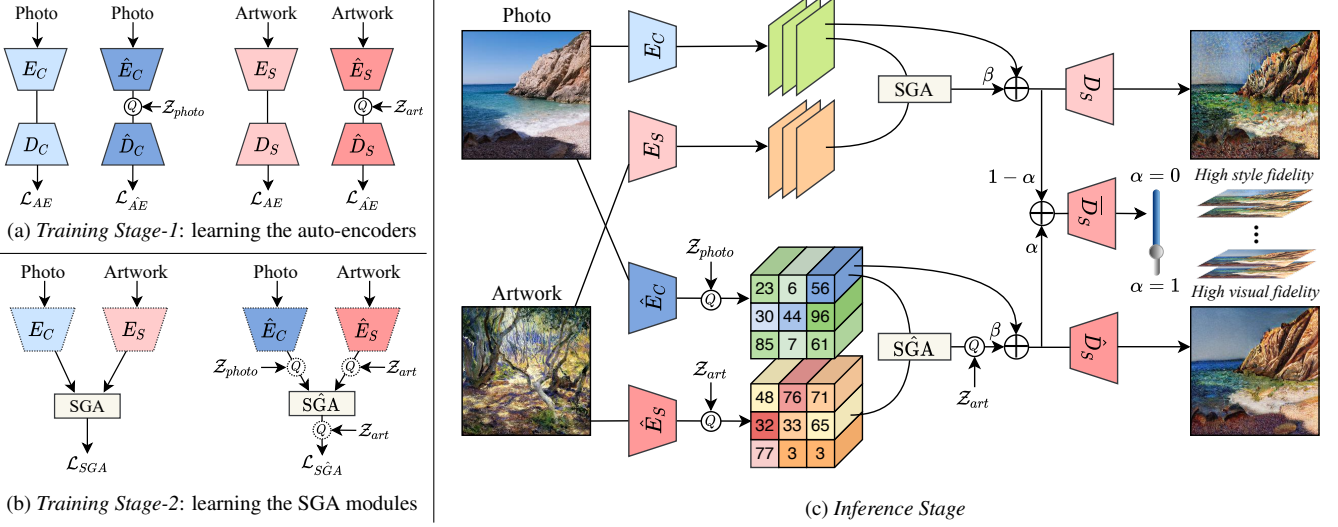 Photo Photo Artwork Artwork
E_C Ê_C E_S Ê_S
Q Z_photo Q Z_art
D_C D̂_C D_S D̂_S
ℒ_AE ℒ_ÂE ℒ_AE ℒ_ÂE
(a) Training Stage-1: learning the auto-encoders
Photo Artwork Photo Artwork
E_C E_S Ê_C Ê_S
Z_photo Q Q Z_art
SGA SĜA
Q Z_art
ℒ_SGA ℒ_SĜA
(b) Training Stage-2: learning the SGA modules
Photo
E_C
SGA β D_S
E_S
High style fidelity
1 − α α = 0
D̅_S
α
α = 1
High visual fidelity
Z_photo
Ê_C Q
23 6 56
30 44 96
85 7 61
Artwork
SĜA Q β D̂_S
Z_art
Z_art
Ê_S Q
48 76 71
32 33 65
77 3 3
(c) Inference Stage